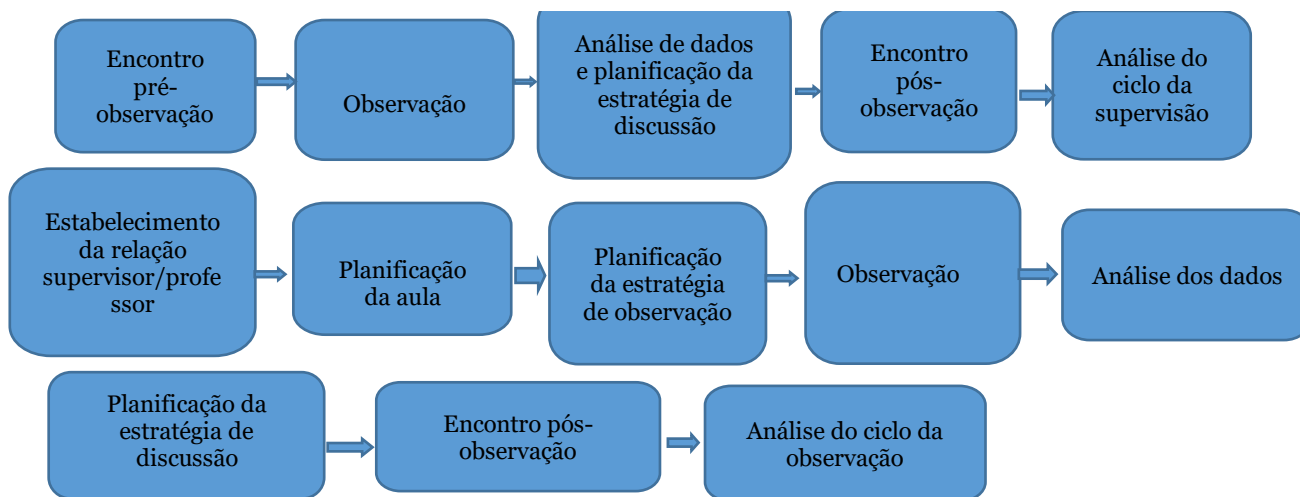 Encontro
pré-
observação
Observação
Análise de dados
e planificação da
estratégia de
discussão
Encontro
pós-
observação
Análise do
ciclo da
supervisão
Estabelecimento
da relação
supervisor/profe
ssor
Planificação
da aula
Planificação
da estratégia
de observação
Observação
Análise dos dados
Planificação da
estratégia de
discussão
Encontro pós-
observação
Análise do ciclo da
observação